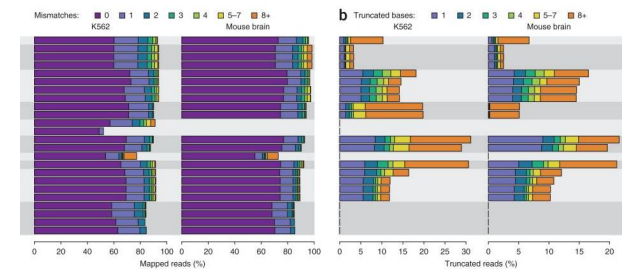 Mismatches: 0 1 2 3 4 5–7 8+
K562 Mouse brain
b Truncated bases: 1 2 3 4 5–7 8+
K562 Mouse brain
0 20 40 60 80 100 0 20 40 60 80 100
Mapped reads (%)
0 5 10 15 20 25 30 0 5 10 15 20
Truncated reads (%)